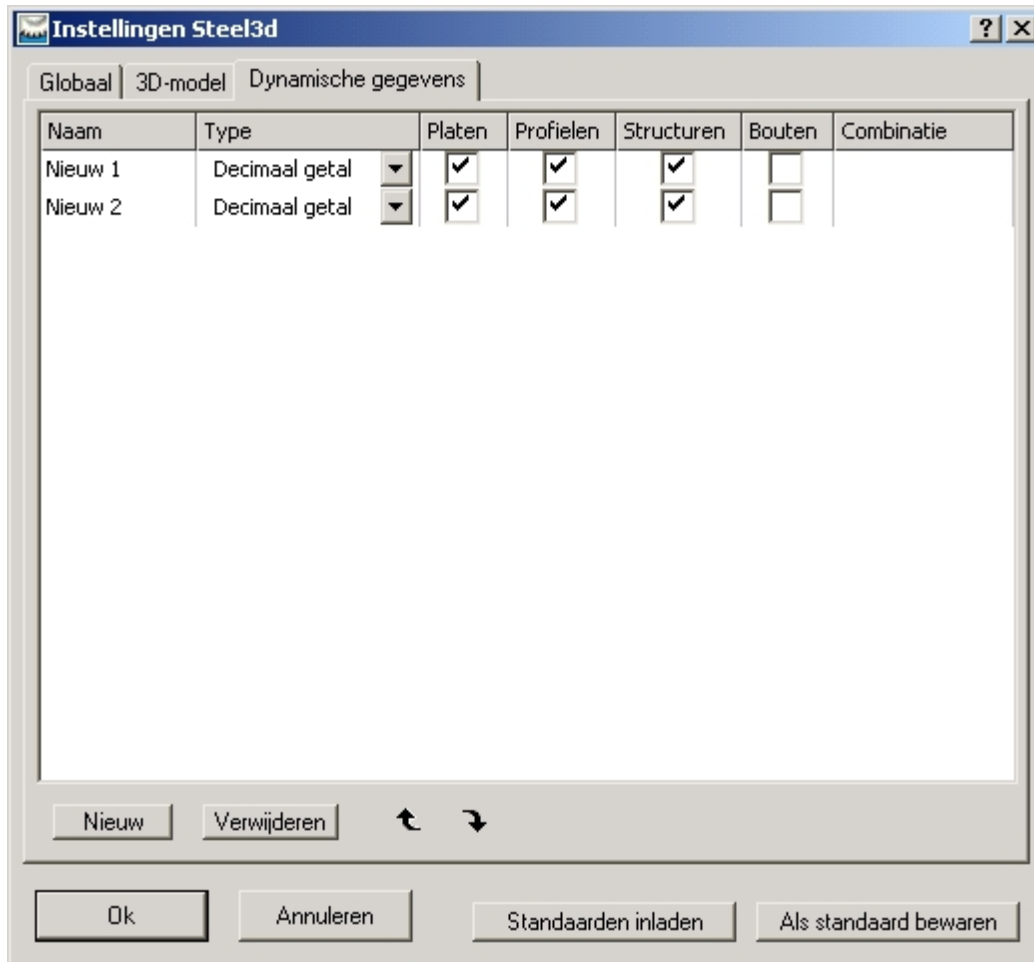 Instellingen Steel3d
Globaal 3D-model Dynamische gegevens
Naam Type Platen Profielen Structuren Bouten Combinatie
Nieuw 1 Decimaal getal
Nieuw 2 Decimaal getal
Nieuw Verwijderen
Ok Annuleren Standaarden inladen Als standaard bewaren